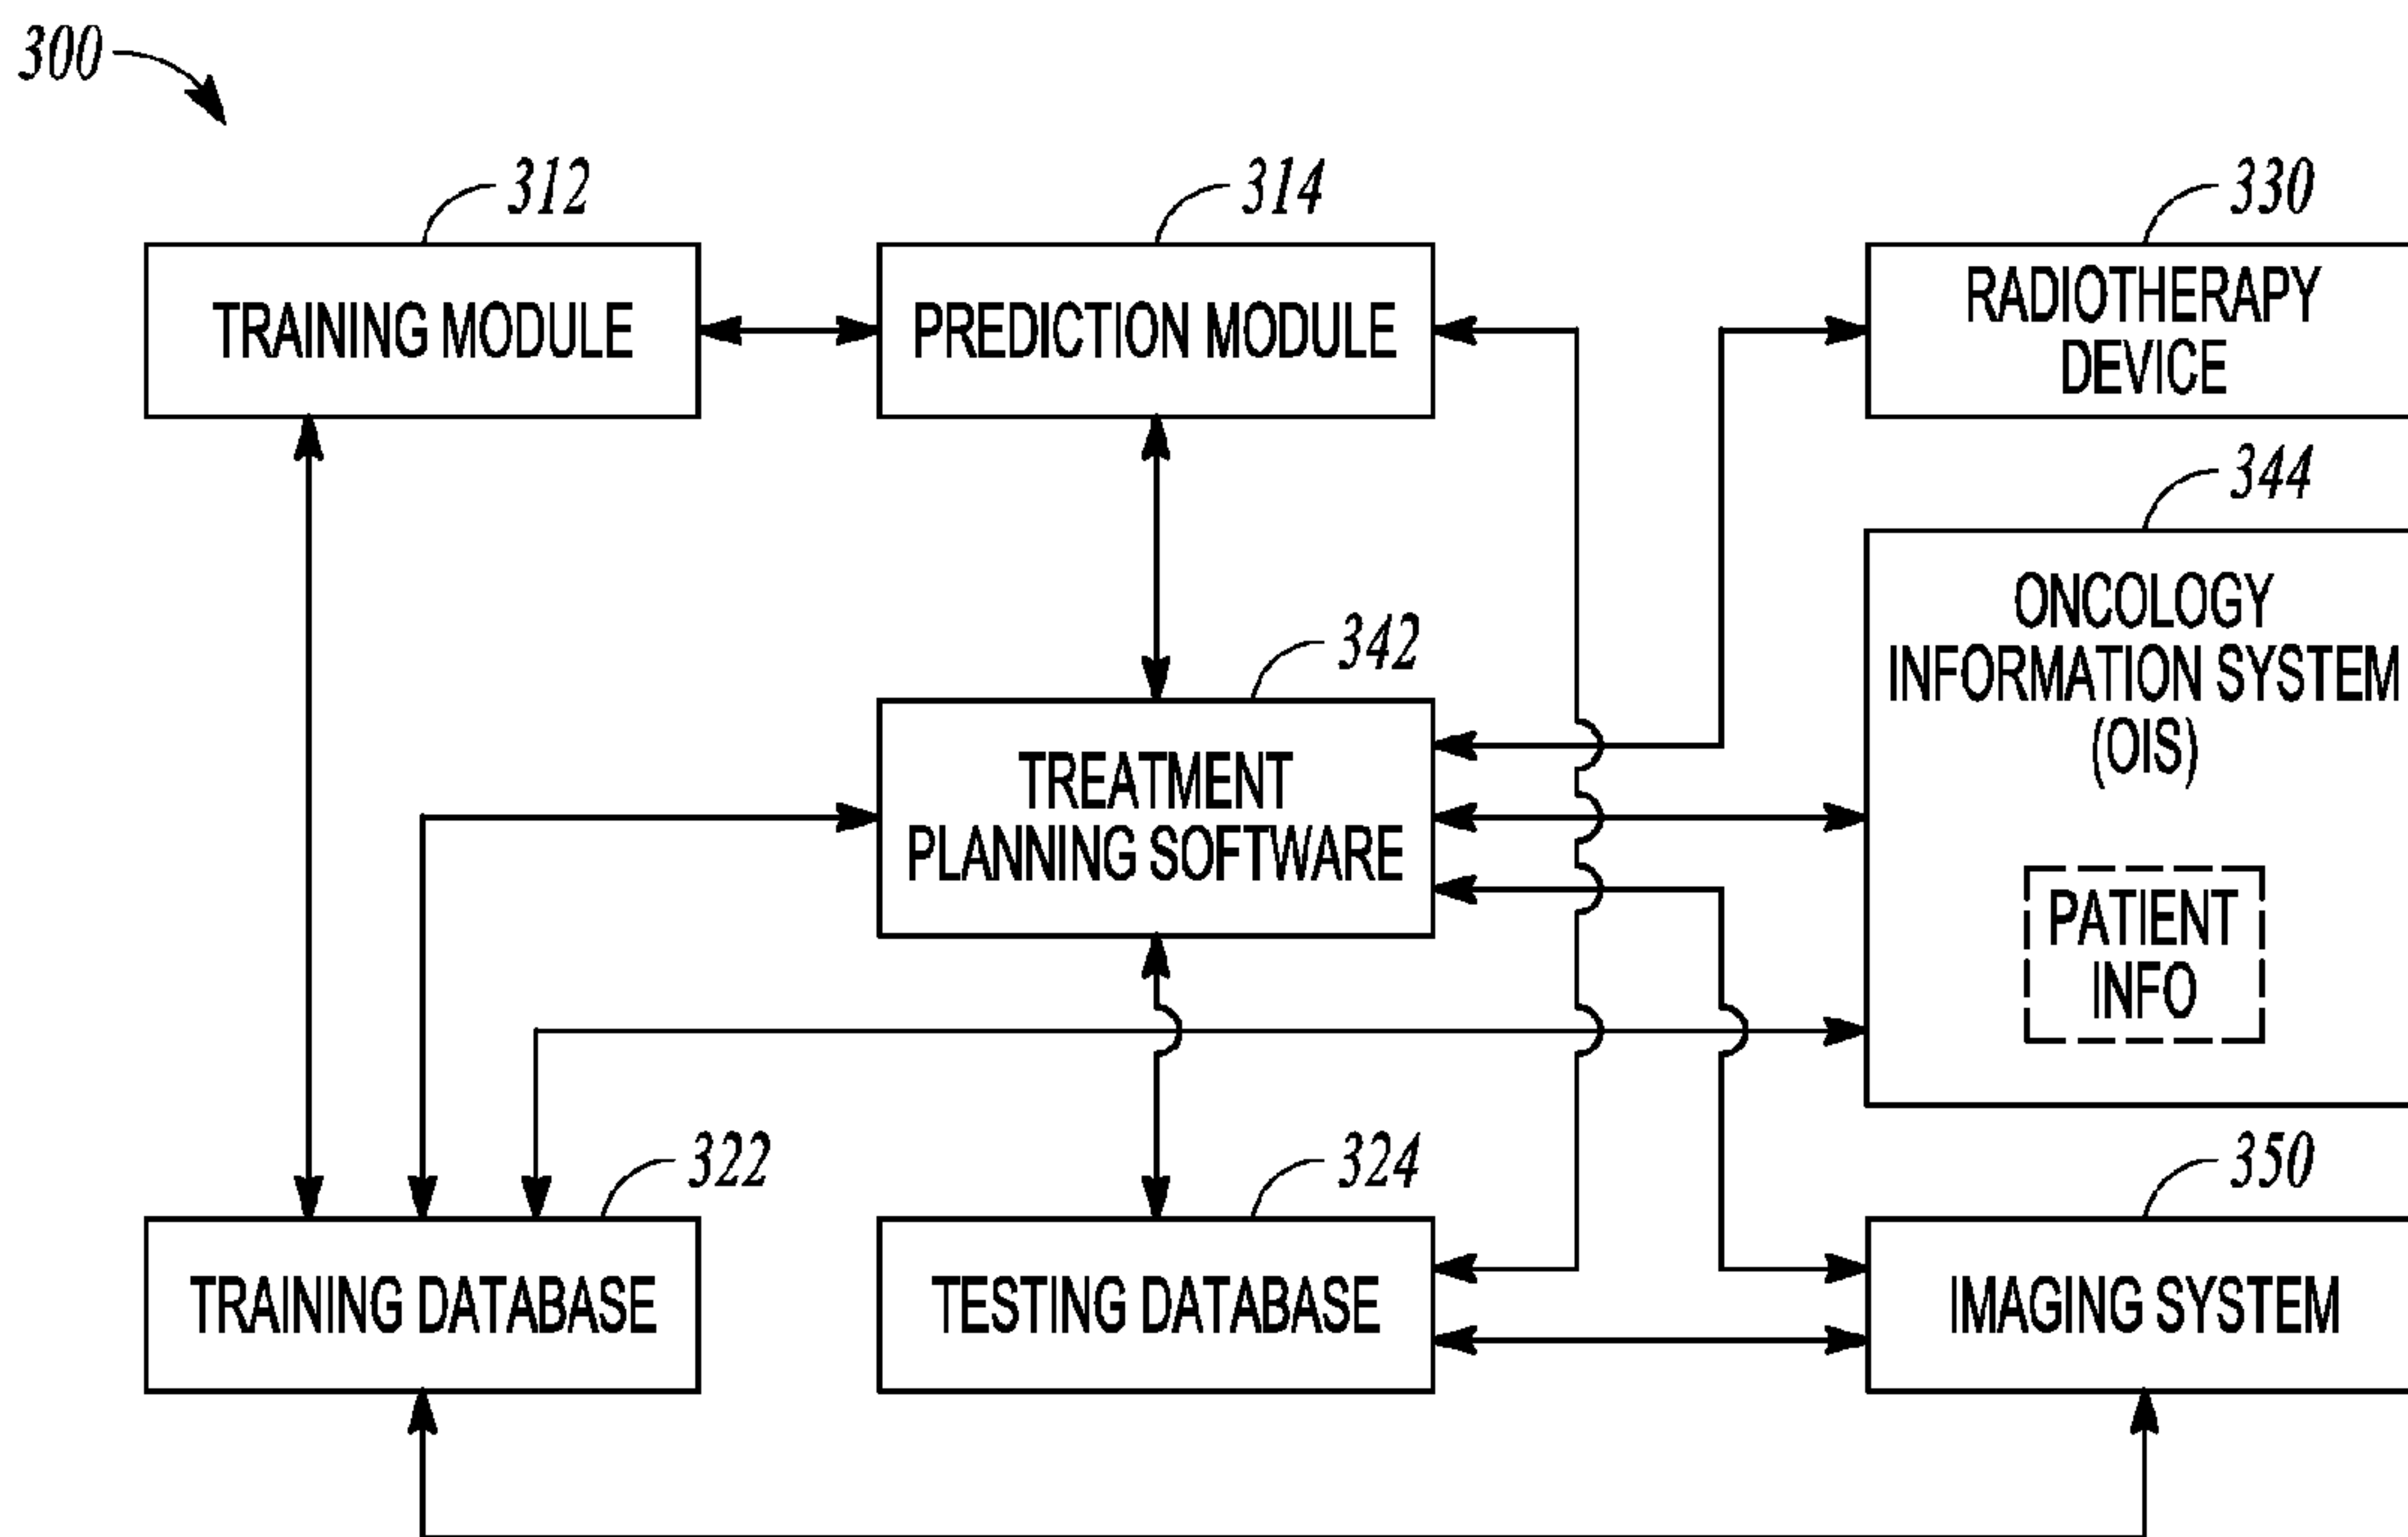 300
312
314
330
TRAINING MODULE
PREDICTION MODULE
RADIOTHERAPY
DEVICE
344
ONCOLOGY
INFORMATION SYSTEM
(OIS)
PATIENT
INFO
342
TREATMENT
PLANNING SOFTWARE
322
324
350
TRAINING DATABASE
TESTING DATABASE
IMAGING SYSTEM